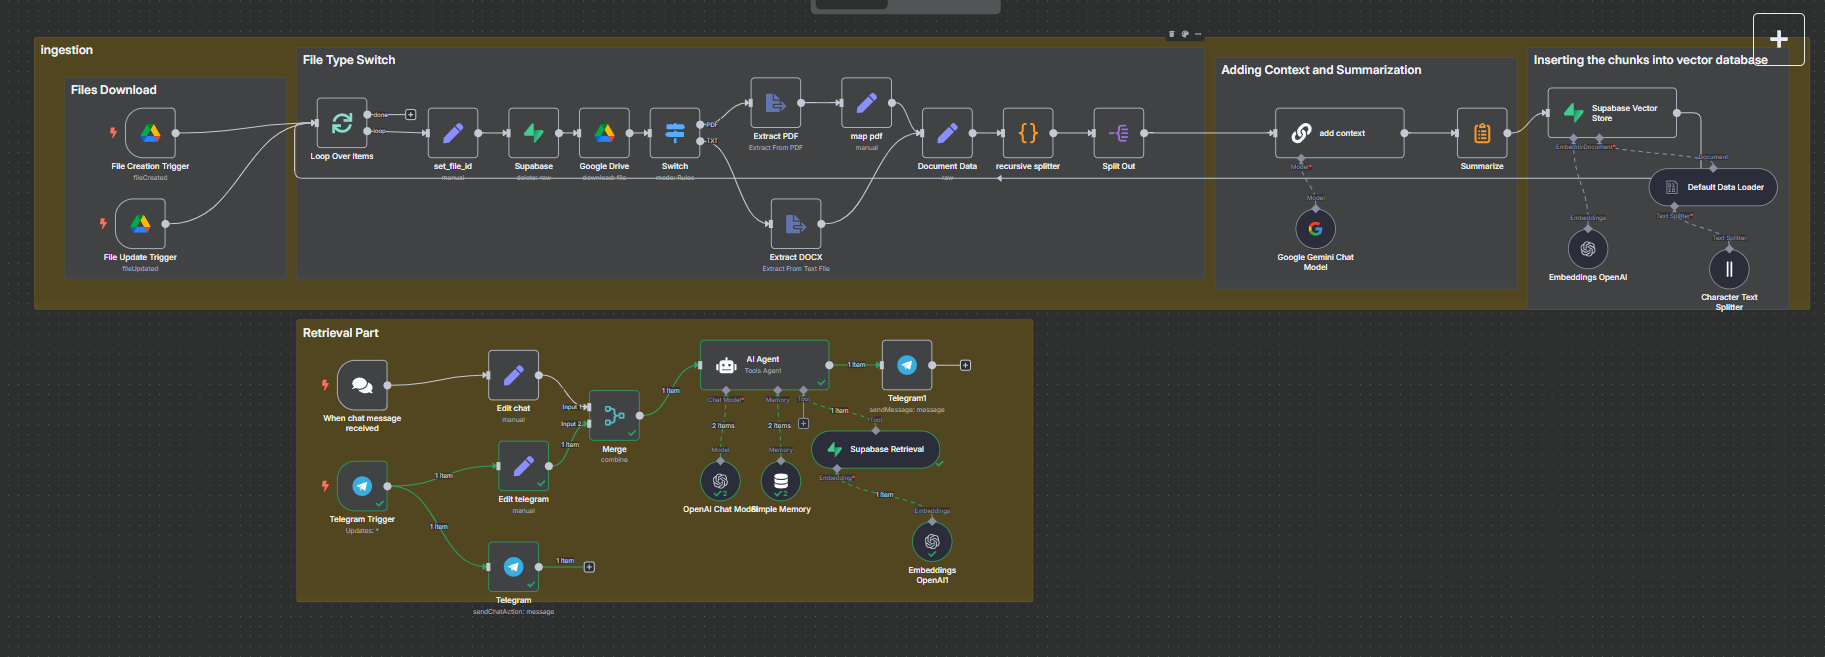 ingestion
Files Download
File Creation Trigger
fileCreated
File Update Trigger
fileUpdated
File Type Switch
Loop Over Items
done
loop
set_file_id
manual
Supabase
delete: row
Google Drive
download: file
Switch
mode: Rules
PDF
TXT
Extract PDF
Extract From PDF
map pdf
manual
Extract DOCX
Extract From Text File
Document Data
raw
recursive splitter
Split Out
Adding Context and Summarization
add context
Model*
Model
Google Gemini Chat
Model
Summarize
Inserting the chunks into vector database
Supabase Vector
Store
Document*
Document
Default Data Loader
Embeddings
Embeddings OpenAI
Text Splitter*
Text Splitter
Character Text
Splitter
Retrieval Part
When chat message
received
Edit chat
manual
Input 1
Input 2
Merge
combine
1 item
1 item
Edit telegram
manual
1 item
Telegram Trigger
Updates: *
1 item
Telegram
sendChatAction: message
1 item
AI Agent
Tools Agent
1 item
Telegram1
sendMessage: message
Chat Model*
Memory
Tool
2 items
2 items
1 item
Tool
Model
Memory
2
2
OpenAI Chat Model
Simple Memory
Supabase Retrieval
Embedding*
1 item
Embeddings
Embeddings
OpenAI1